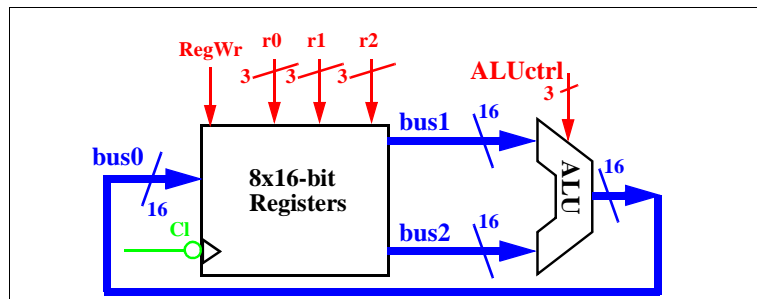 RegWr
r0
r1
r2
3
3
3
ALUctrl
3
bus0
16
8x16-bit
Registers
Cl
bus1
16
bus2
16
ALU
16